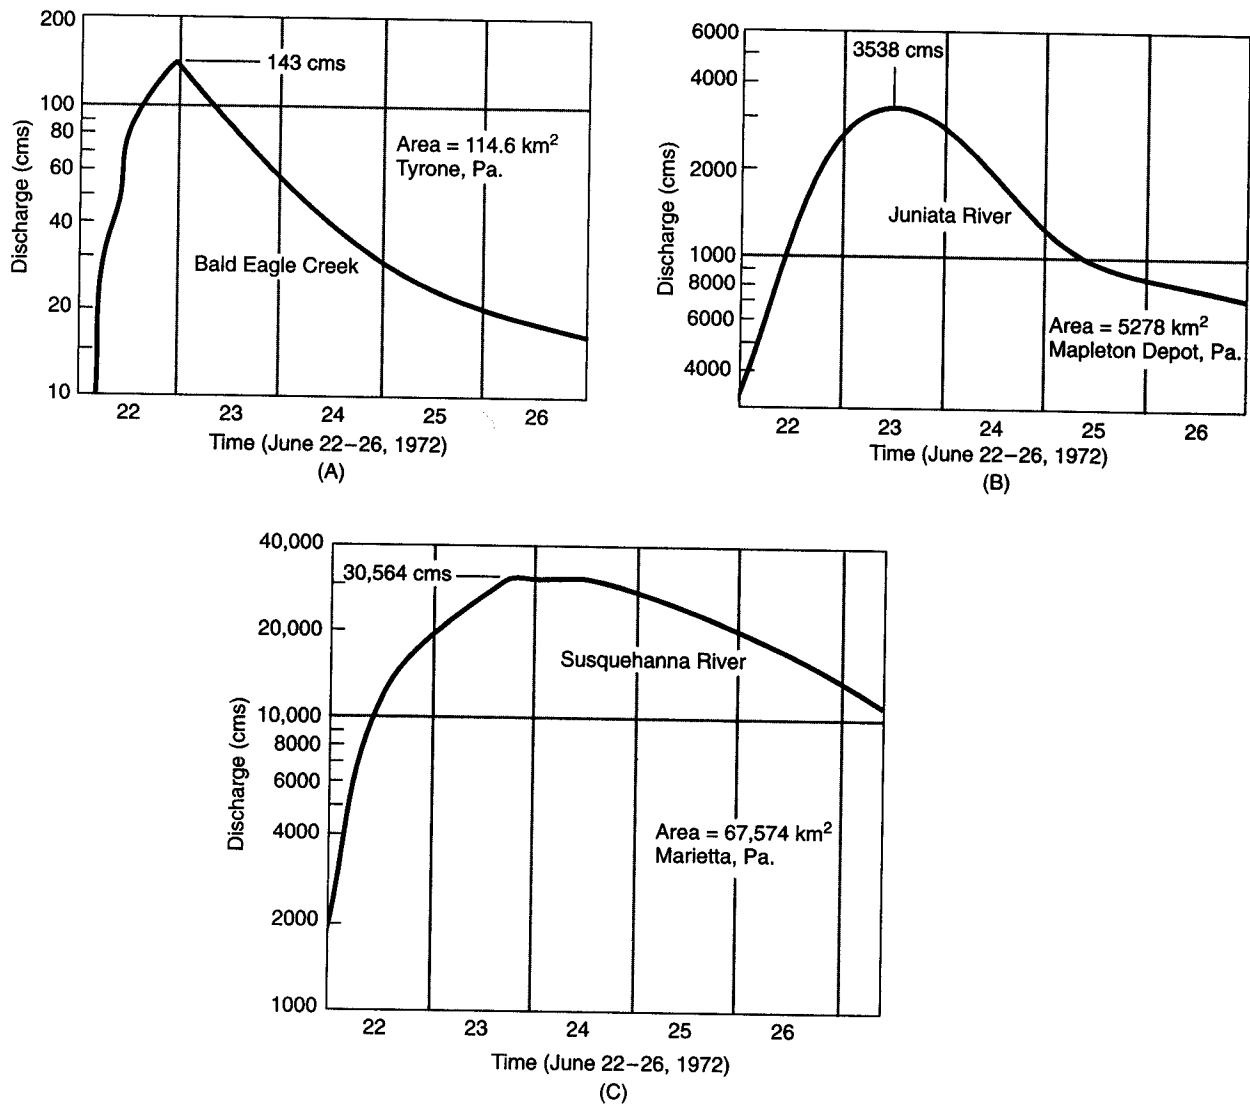 200
100
80
60
40
20
10
Discharge (cms)
143 cms
Area = 114.6 km²
Tyrone, Pa.
Bald Eagle Creek
22 23 24 25 26
Time (June 22–26, 1972)
(A)
6000
4000
2000
1000
8000
6000
4000
Discharge (cms)
3538 cms
Juniata River
Area = 5278 km²
Mapleton Depot, Pa.
22 23 24 25 26
Time (June 22–26, 1972)
(B)
40,000
20,000
10,000
8000
6000
4000
2000
1000
Discharge (cms)
30,564 cms
Susquehanna River
Area = 67,574 km²
Marietta, Pa.
22 23 24 25 26
Time (June 22–26, 1972)
(C)